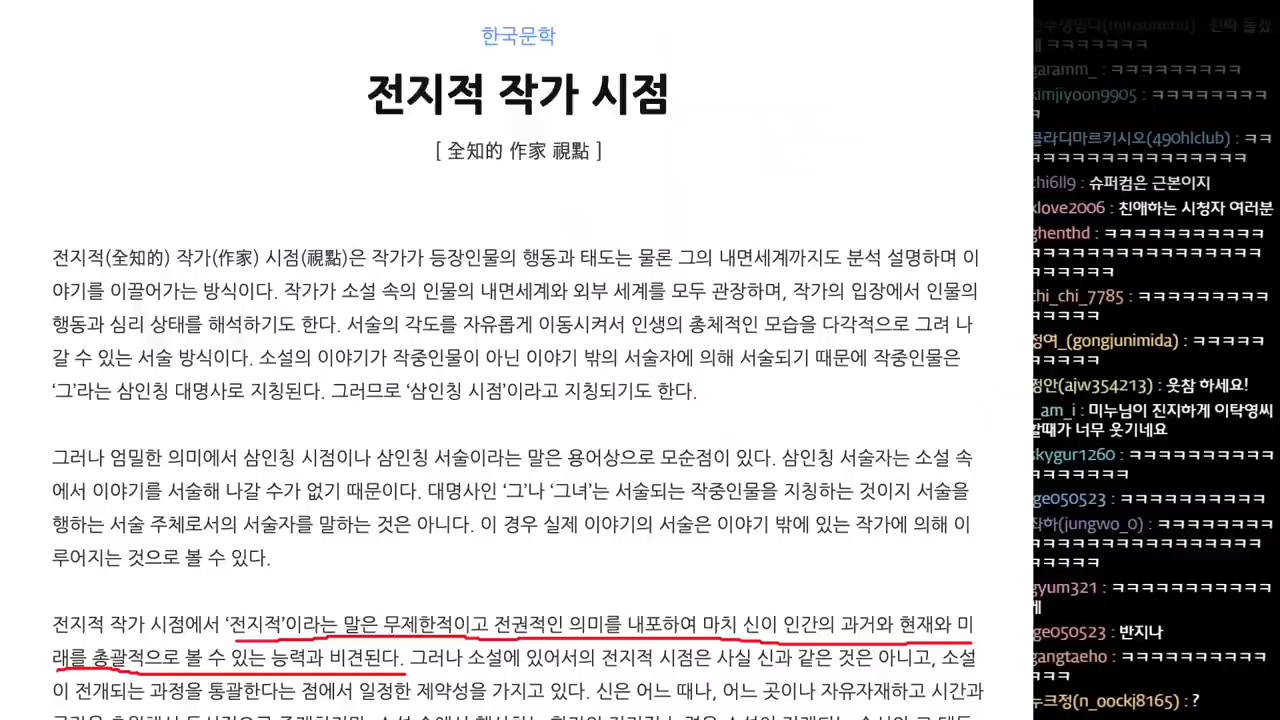 한국문학
전지적 작가 시점
[ 全知的 作家 視點 ]
전지적(全知的) 작가(作家) 시점(視點)은 작가가 등장인물의 행동과 태도는 물론 그의 내면세계까지도 분석 설명하며 이
야기를 이끌어가는 방식이다. 작가가 소설 속의 인물의 내면세계와 외부 세계를 모두 관장하며, 작가의 입장에서 인물의
행동과 심리 상태를 해석하기도 한다. 서술의 각도를 자유롭게 이동시켜서 인생의 총체적인 모습을 다각적으로 그려 나
갈 수 있는 서술 방식이다. 소설의 이야기가 작중인물이 아닌 이야기 밖의 서술자에 의해 서술되기 때문에 작중인물은
‘그’라는 삼인칭 대명사로 지칭된다. 그러므로 ‘삼인칭 시점’이라고 지칭되기도 한다.
그러나 엄밀한 의미에서 삼인칭 시점이나 삼인칭 서술이라는 말은 용어상으로 모순점이 있다. 삼인칭 서술자는 소설 속
에서 이야기를 서술해 나갈 수가 없기 때문이다. 대명사인 ‘그’나 ‘그녀’는 서술되는 작중인물을 지칭하는 것이지 서술을
행하는 서술 주체로서의 서술자를 말하는 것은 아니다. 이 경우 실제 이야기의 서술은 이야기 밖에 있는 작가에 의해 이
루어지는 것으로 볼 수 있다.
전지적 작가 시점에서 ‘전지적’이라는 말은 무제한적이고 전권적인 의미를 내포하여 마치 신이 인간의 과거와 현재와 미
래를 총괄적으로 볼 수 있는 능력과 비견된다. 그러나 소설에 있어서의 전지적 시점은 사실 신과 같은 것은 아니고, 소설
이 전개되는 과정을 통괄한다는 점에서 일정한 제약성을 가지고 있다. 신은 어느 때나, 어느 곳이나 자유자재하고 시간과
garamm_ : ㅋㅋㅋㅋㅋㅋㅋㅋㅋ
kimjiyoon9905 : ㅋㅋㅋㅋㅋㅋㅋㅋ
ㅋ
클라디마르키시오(490hlclub) : ㅋㅋ
ㅋㅋㅋㅋㅋㅋㅋㅋㅋㅋㅋㅋㅋㅋㅋ
chi6ll9 : 슈퍼컴은 근본이지
klove2006 : 친애하는 시청자 여러분
ghenthd : ㅋㅋㅋㅋㅋㅋㅋㅋㅋㅋㅋ
ㅋㅋㅋㅋㅋㅋㅋㅋㅋㅋㅋㅋㅋㅋㅋㅋ
ㅋㅋㅋㅋㅋㅋ
chi_chi_7785 : ㅋㅋㅋㅋㅋㅋㅋㅋㅋ
ㅋㅋㅋㅋㅋ
(gongjunimida) : ㅋㅋㅋㅋㅋ
ㅋㅋㅋㅋㅋ
(ajw354213) : 웃참 하세요!
_am_i : 미누님이 진지하게 이탁영씨
할때가 너무 웃기네요
skygur1260 : ㅋㅋㅋㅋㅋㅋㅋㅋㅋㅋ
ㅋㅋㅋㅋㅋㅋㅋㅋ
ge050523 : ㅋㅋㅋㅋㅋㅋㅋㅋㅋㅋ
(jungwo_0) : ㅋㅋㅋㅋㅋㅋㅋㅋ
ㅋㅋㅋㅋㅋㅋㅋㅋㅋㅋㅋㅋㅋㅋㅋㅋ
ㅋㅋㅋㅋㅋ
gyum321 : ㅋㅋㅋㅋㅋㅋㅋㅋㅋㅋㅋ
ge050523 : 반지나
gangtaeho : ㅋㅋㅋㅋㅋㅋㅋㅋㅋㅋ
ㅋㅋㅋ
누크정(n_oockj8165) : ?